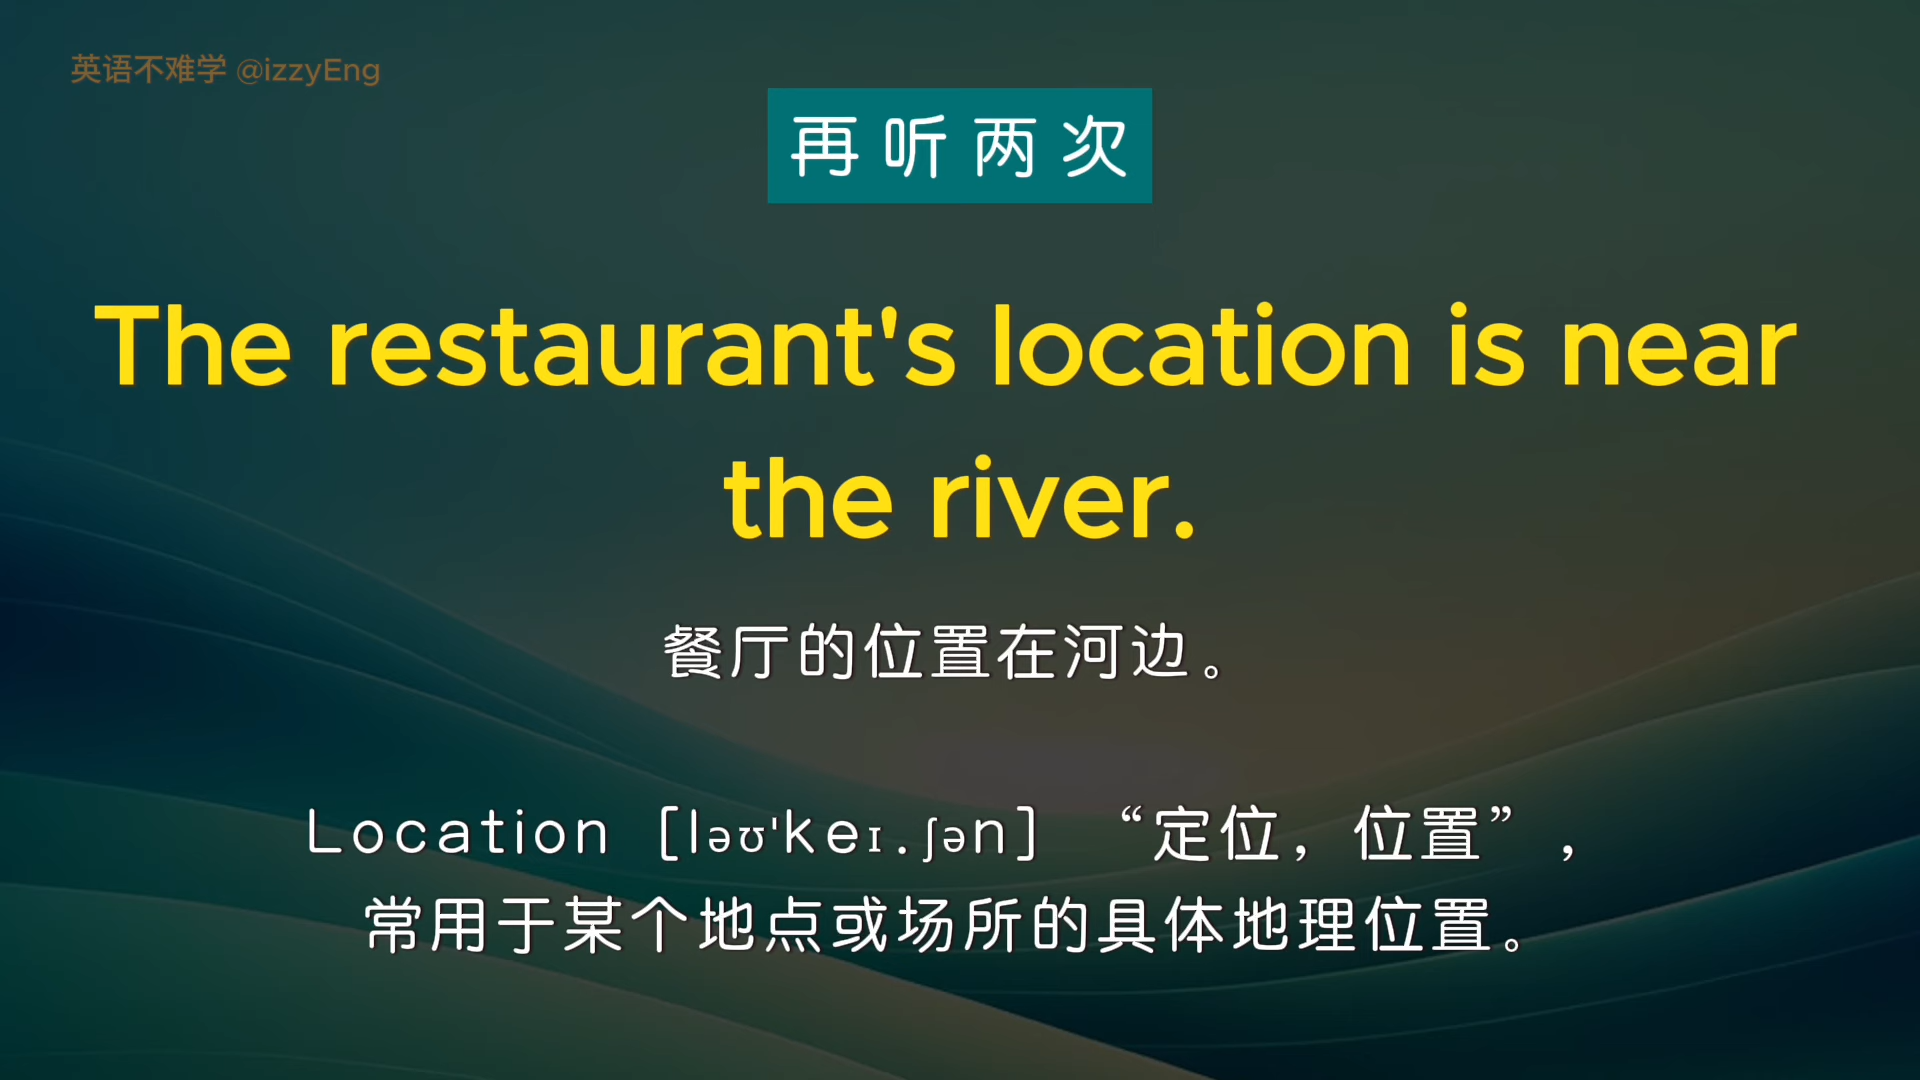 英语不难学 @izzyEng
再听两次
The restaurant's location is near
the river.
餐厅的位置在河边。
Location [ləʊ'keɪ.ʃən] “定位，位置”，
常用于某个地点或场所的具体地理位置。